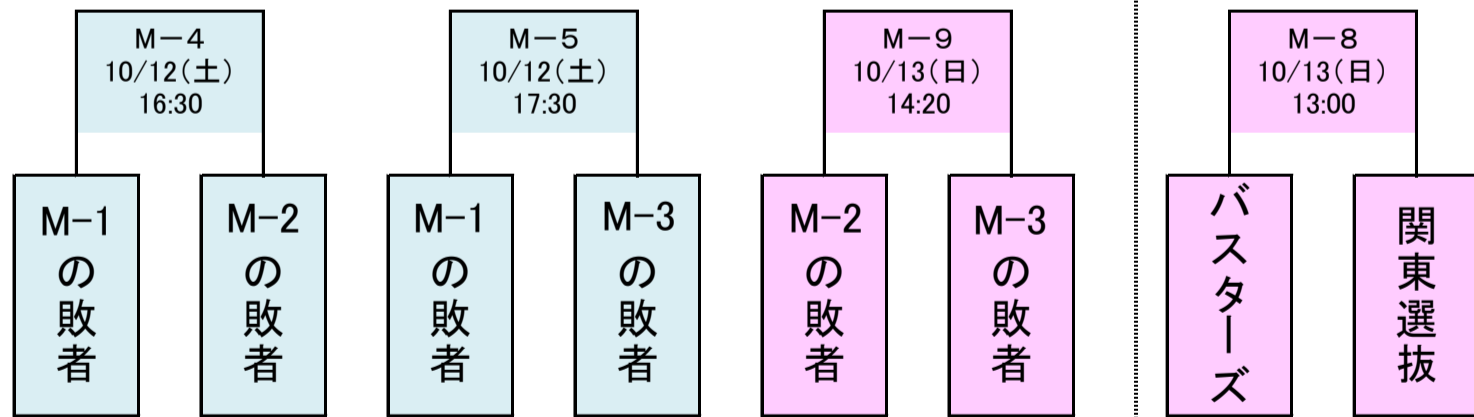 M－4
10/12(土)
16:30
M－5
10/12(土)
17:30
M－9
10/13(日)
14:20
M－8
10/13(日)
13:00
M-1の敗者
M-2の敗者
M-1の敗者
M-3の敗者
M-2の敗者
M-3の敗者
バスターズ
関東選抜